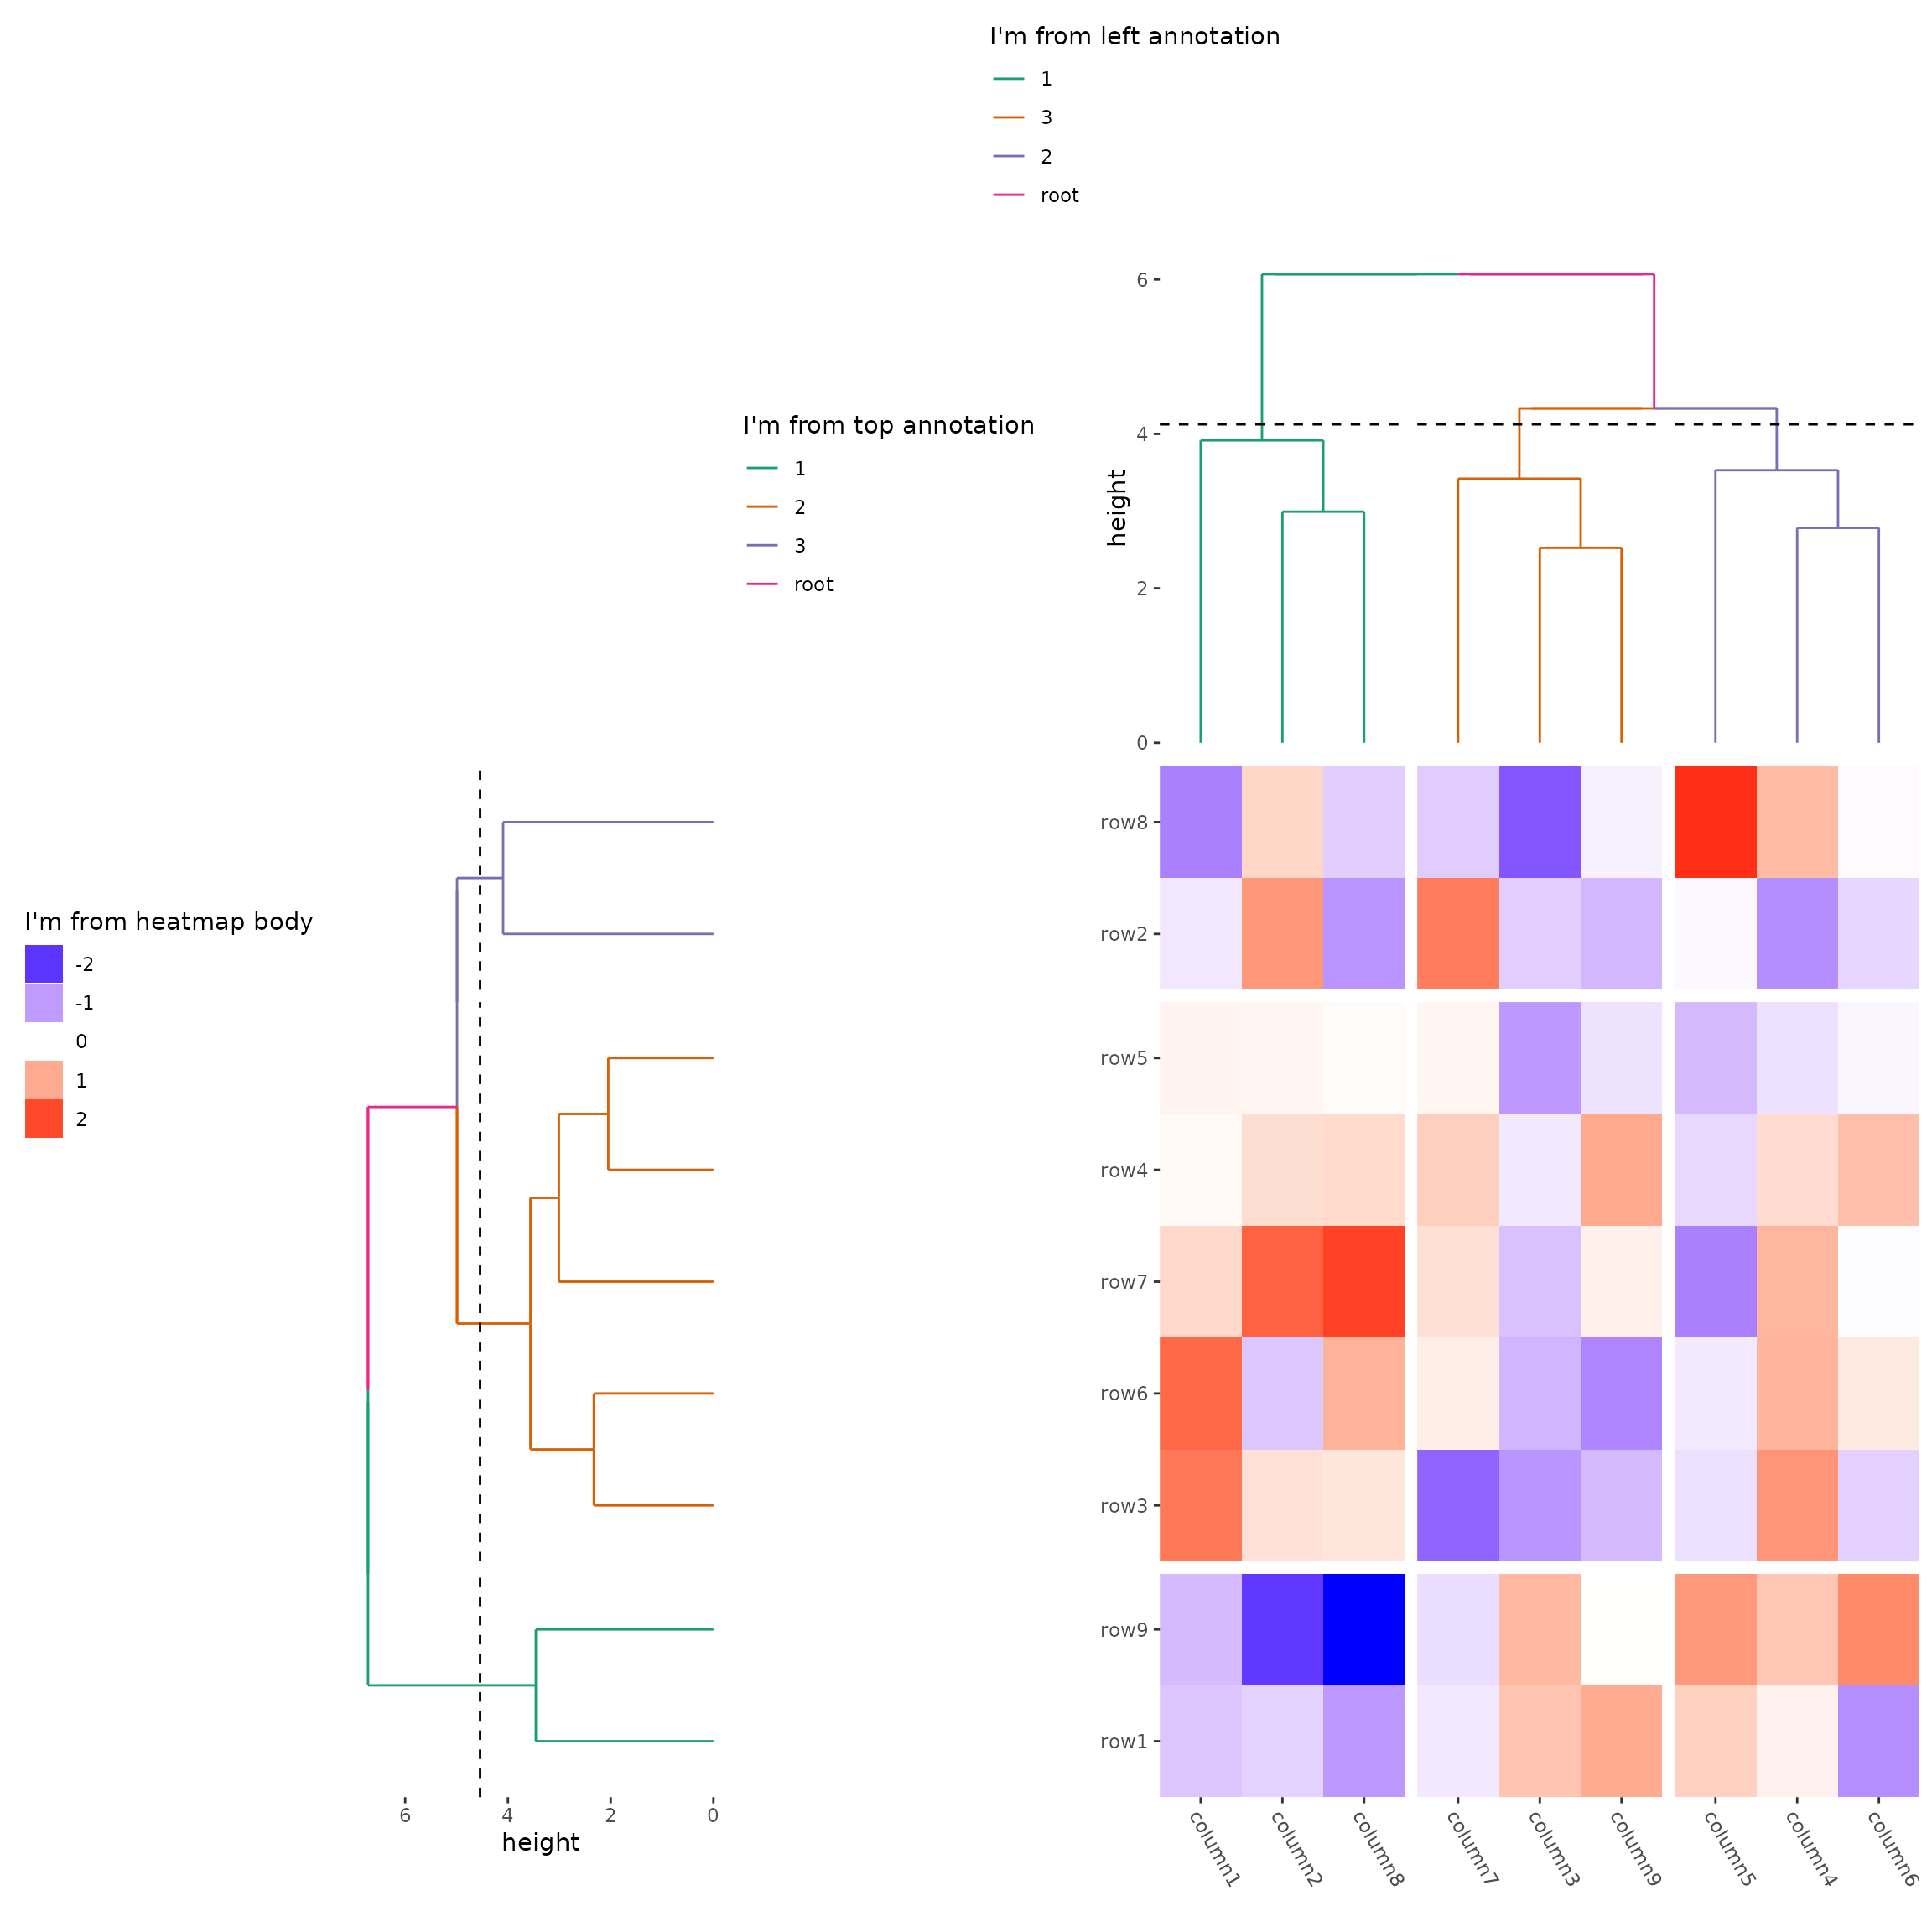 I'm from left annotation
1
3
2
root
6
4
2
0
height
I'm from top annotation
1
2
3
root
I'm from heatmap body
-2
-1
0
1
2
row8
row2
row5
row4
row7
row6
row3
row9
row1
6 4 2 0
height
column1 column2 column8 column7 column3 column9 column5 column4 column6